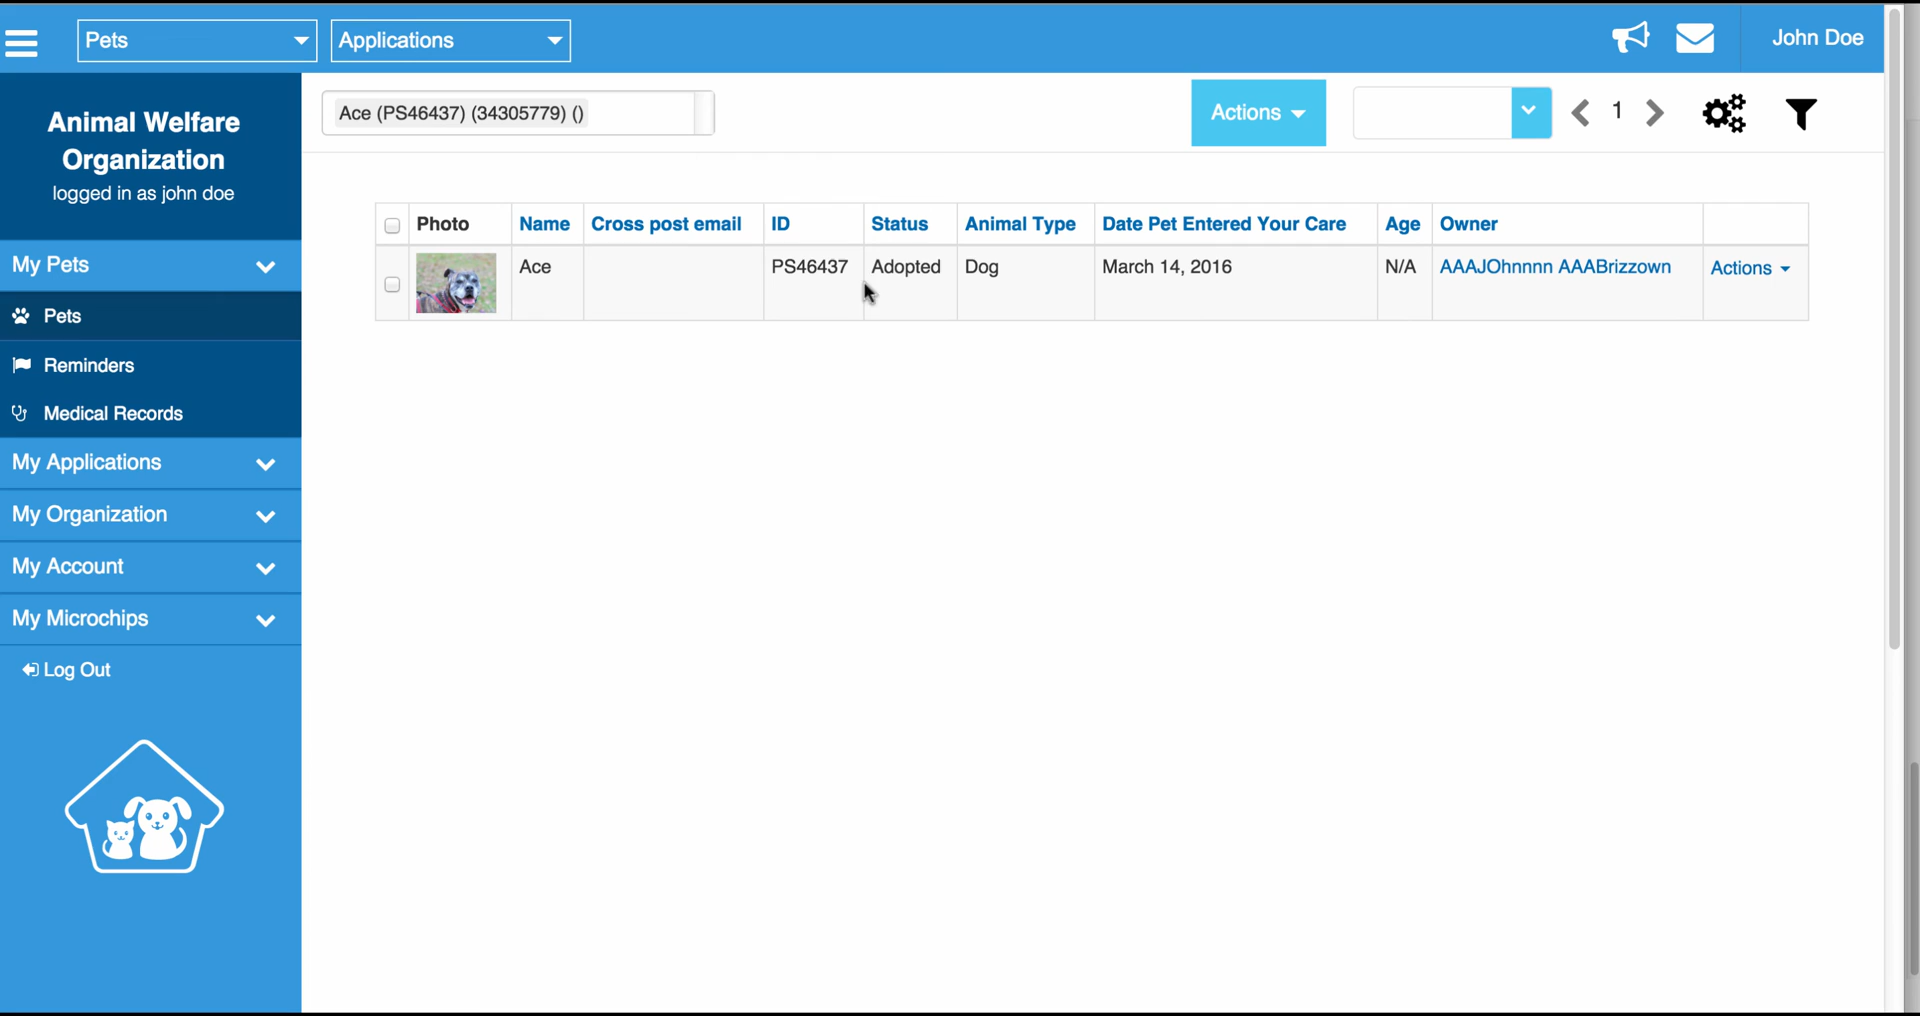 Pets
Applications
John Doe
Animal Welfare
Organization
logged in as john doe
Ace (PS46437) (34305779) ()
Actions
1
My Pets
Pets
Reminders
Medical Records
My Applications
My Organization
My Account
My Microchips
Log Out
Photo Name Cross post email ID Status Animal Type Date Pet Entered Your Care Age Owner
Ace PS46437 Adopted Dog March 14, 2016 N/A AAAJOhnnnn AAABrizzown Actions